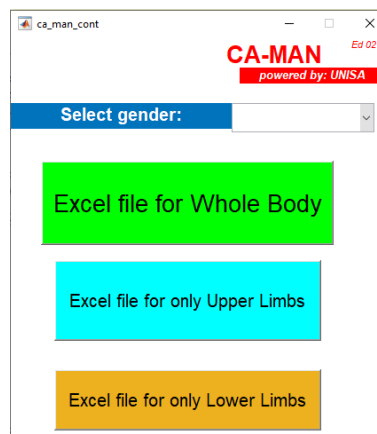 ca_man_cont
Ed 02
CA-MAN
powered by: UNISA
Select gender:
Excel file for Whole Body
Excel file for only Upper Limbs
Excel file for only Lower Limbs